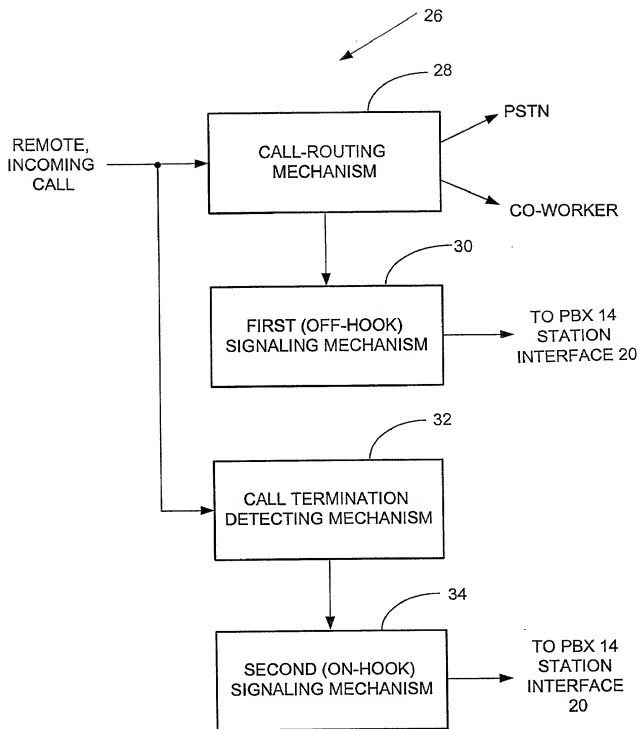 26
28
REMOTE,
INCOMING
CALL
CALL-ROUTING
MECHANISM
PSTN
CO-WORKER
30
FIRST (OFF-HOOK)
SIGNALING MECHANISM
TO PBX 14
STATION
INTERFACE 20
32
CALL TERMINATION
DETECTING MECHANISM
34
SECOND (ON-HOOK)
SIGNALING MECHANISM
TO PBX 14
STATION
INTERFACE
20